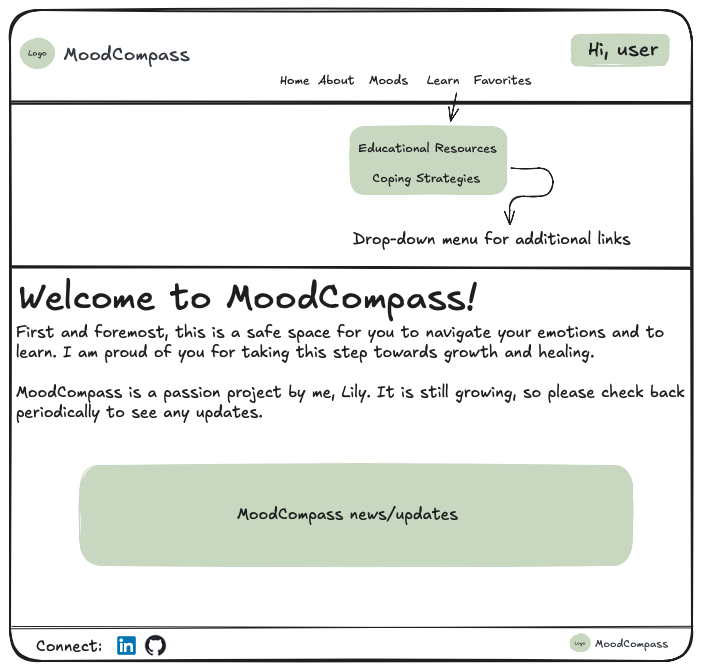 Logo MoodCompass
Hi, user
Home About Moods Learn Favorites
Educational Resources
Coping Strategies
Drop-down menu for additional links
Welcome to MoodCompass!
First and foremost, this is a safe space for you to navigate your emotions and to
learn. I am proud of you for taking this step towards growth and healing.
MoodCompass is a passion project by me, Lily. It is still growing, so please check back
periodically to see any updates.
MoodCompass news/updates
Connect: in
Logo MoodCompass